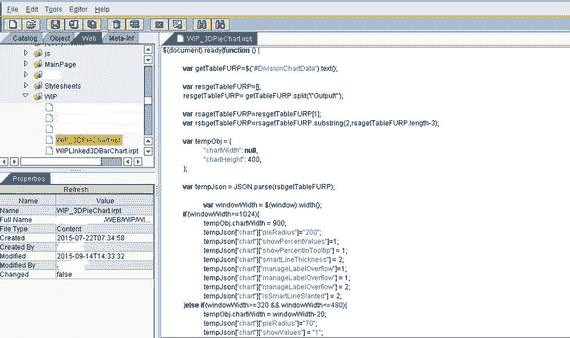 File Edit Tools Editor Help
Catalog Object Web Meta-Inf
js
MainPage
Stylesheets
WIP
WIP_3DPieChart.irpt
WIPLinked3DBarChart.irpt
Properties
Refresh
Name Value
Name WIP_3DPieChart.irpt
Full Name /WEB/WIP/WI...
File Type Content
Created 2015-07-22T07:34:58
Created By
Modified 2015-09-14T14:33:32
Modified By
Changed false
WIP_3DPieChart.irpt
$(document).ready(function () {
var getTableFURP=$("#DivisionChartData").text();
var resgetTableFURP=[];
resgetTableFURP= getTableFURP.split("\"Output\"");
var rsagetTableFURP=resgetTableFURP[1];
var rsbgetTableFURP=rsagetTableFURP.substring(2,rsagetTableFURP.length-3);
var tempObj = {
"chartWidth": null,
"chartHeight": 400,
};
var tempJson = JSON.parse(rsbgetTableFURP);
var windowWidth = $(window).width();
if(windowWidth>=1024){
tempObj.chartWidth = 900;
tempJson["chart"]["pieRadius"]="200";
tempJson["chart"]["showPercentValues"]=1;
tempJson["chart"]["showPercentInTooltip"] = 1;
tempJson["chart"]["smartLineThickness"] = 2;
tempJson["chart"]["manageLabelOverflow"]=1;
tempJson["chart"]["manageLabelOverflow"] = 1;
tempJson["chart"]["manageLabelOverflow"] = 2;
tempJson["chart"]["isSmartLineSlanted"] = 2;
}else if(windowWidth>=320 && windowWidth<=480){
tempObj.chartWidth = windowWidth-20;
tempJson["chart"]["pieRadius"]="70";
tempJson["chart"]["showValues"] = "1";